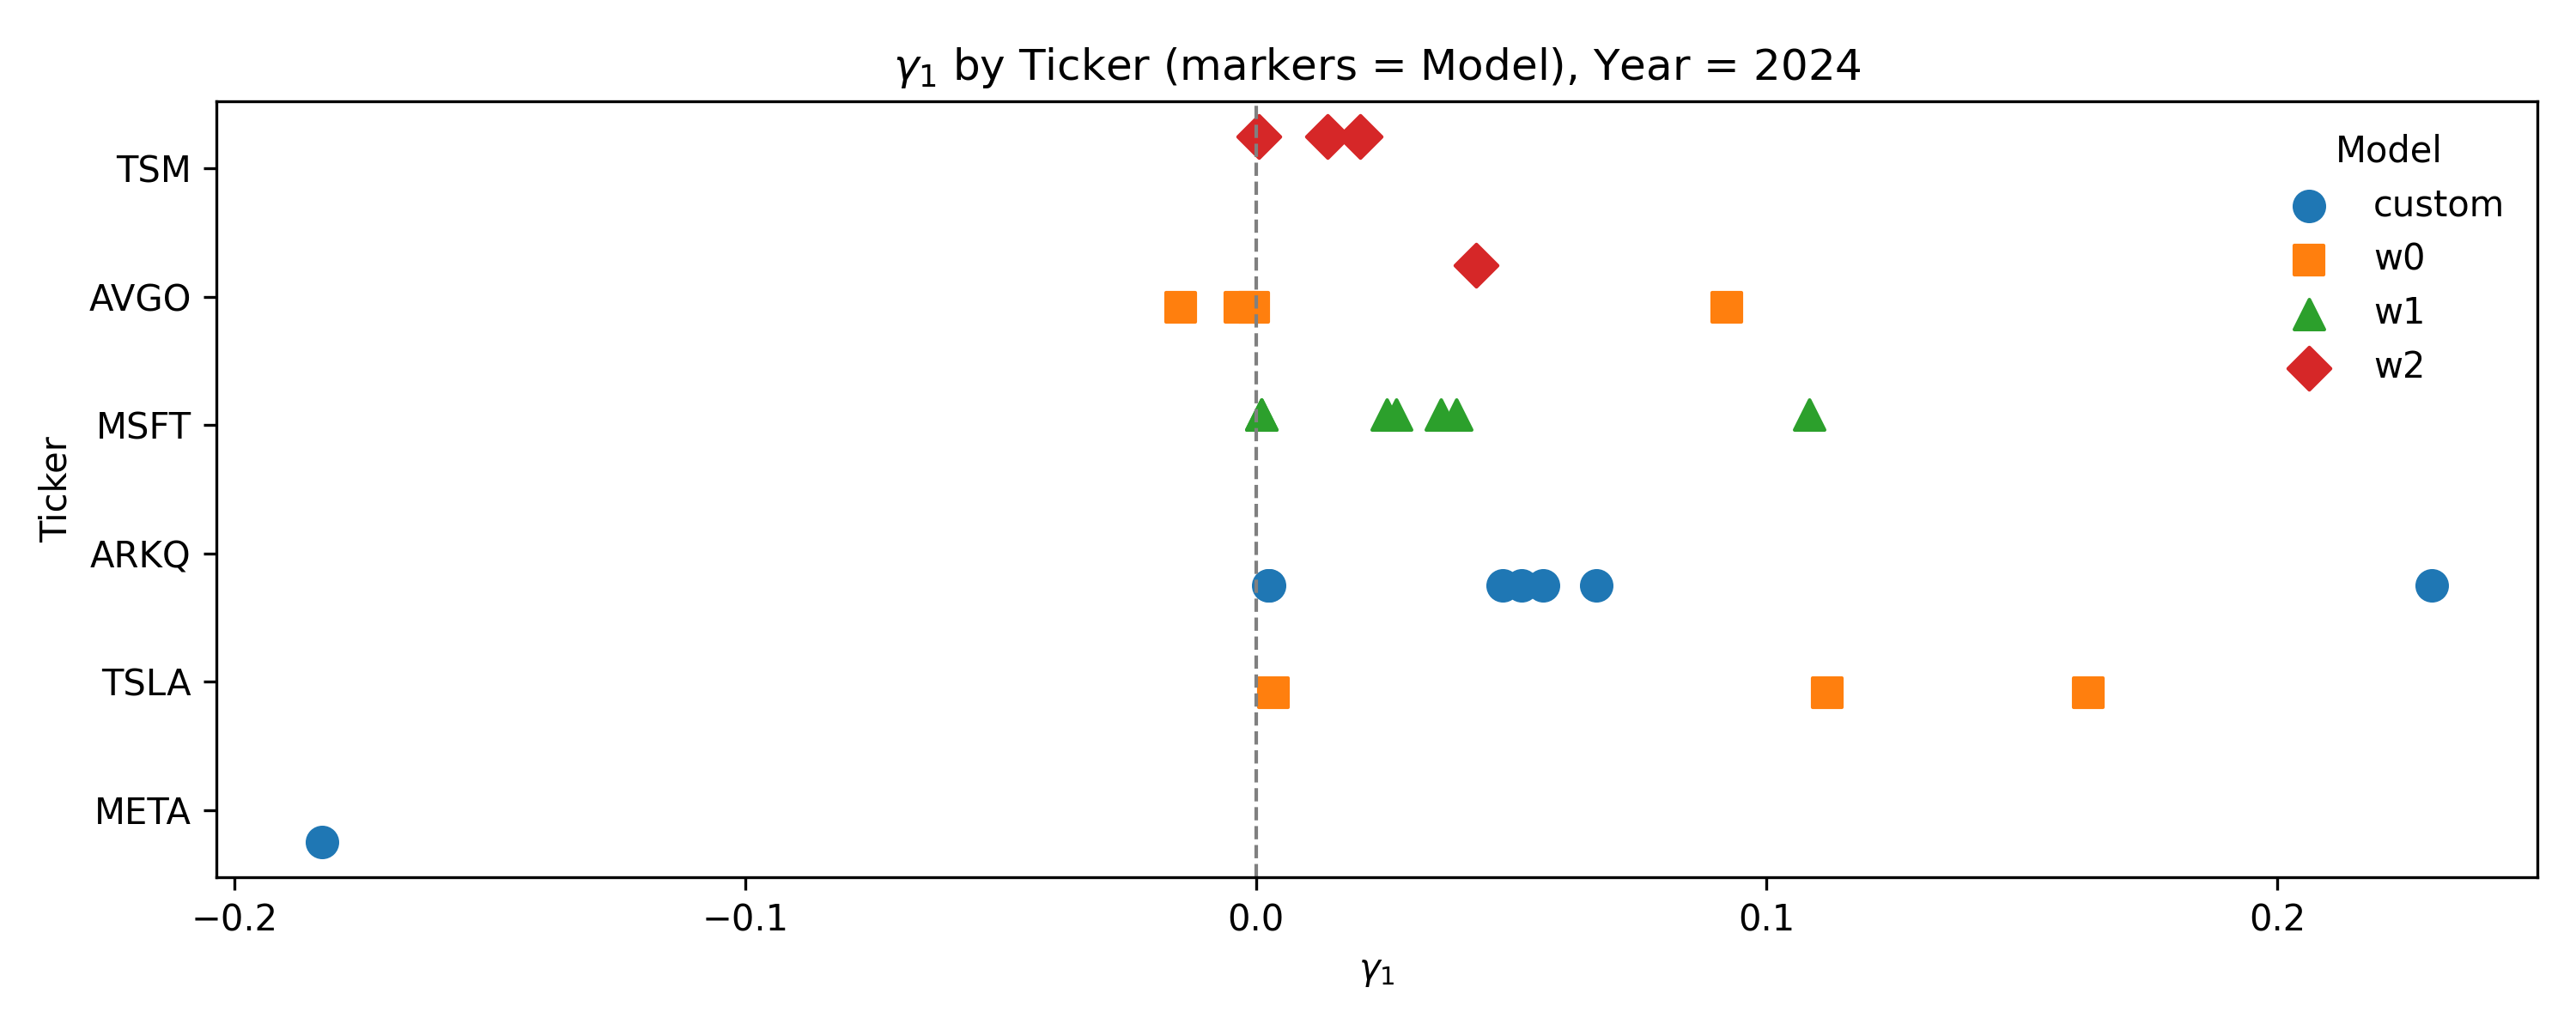 γ₁ by Ticker (markers = Model), Year = 2024
Ticker
TSM
AVGO
MSFT
ARKQ
TSLA
META
Model
custom
w0
w1
w2
−0.2
−0.1
0.0
0.1
0.2
γ₁